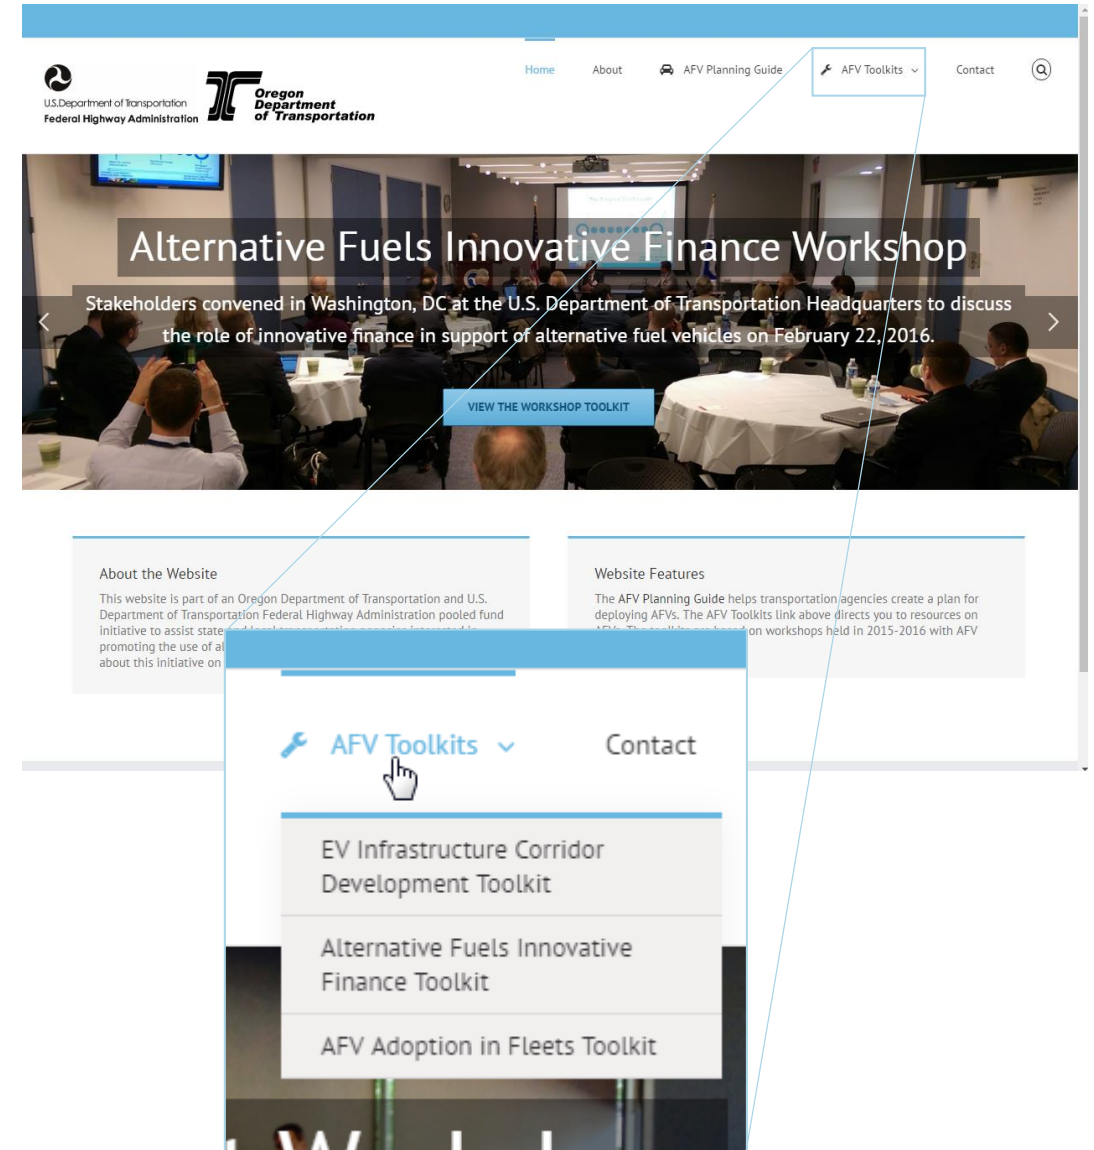 Home About AFV Planning Guide AFV Toolkits Contact
U.S.Department of Transportation
Federal Highway Administration
Oregon
Department
of Transportation
Alternative Fuels Innovative Finance Workshop
Stakeholders convened in Washington, DC at the U.S. Department of Transportation Headquarters to discuss
the role of innovative finance in support of alternative fuel vehicles on February 22, 2016.
VIEW THE WORKSHOP TOOLKIT
About the Website
This website is part of an Oregon Department of Transportation and U.S.
Department of Transportation Federal Highway Administration pooled fund
initiative to assist state
promoting the use of
about this initiative on
Website Features
The AFV Planning Guide helps transportation agencies create a plan for
deploying AFVs. The AFV Toolkits link above directs you to resources on
on workshops held in 2015-2016 with AFV
AFV Toolkits Contact
EV Infrastructure Corridor
Development Toolkit
Alternative Fuels Innovative
Finance Toolkit
AFV Adoption in Fleets Toolkit